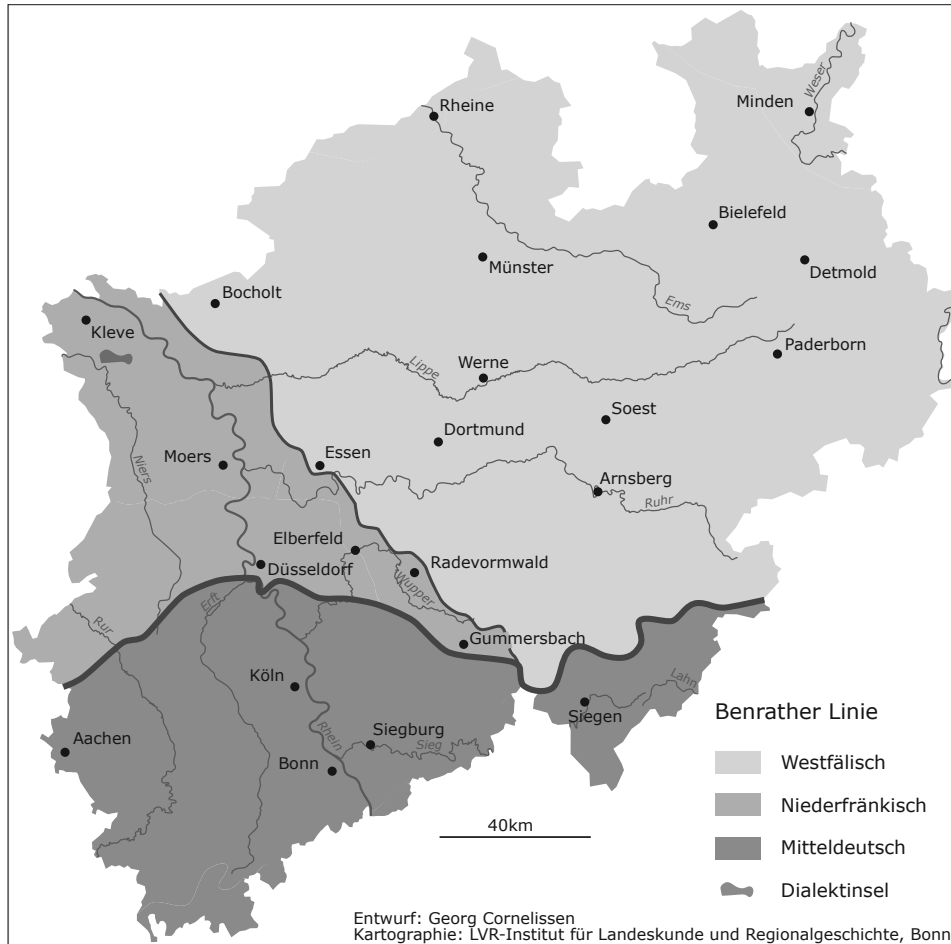 Weser
Rheine
Minden
Bielefeld
Münster
Detmold
Bocholt
Ems
Kleve
Paderborn
Lippe
Werne
Soest
Dortmund
Niers
Moers
Essen
Arnsberg
Ruhr
Elberfeld
Düsseldorf
Radevormwald
Wupper
Erft
Rur
Gummersbach
Köln
Lahn
Siegen
Rhein
Siegburg
Sieg
Aachen
Bonn
Benrather Linie
Westfälisch
Niederfränkisch
Mitteldeutsch
Dialektinsel
40km
Entwurf: Georg Cornelissen
Kartographie: LVR-Institut für Landeskunde und Regionalgeschichte, Bonn